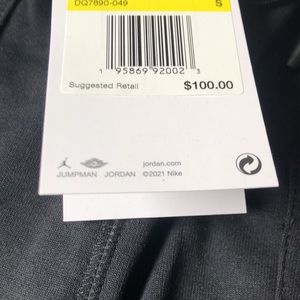 DQ7890-049 S
1 95869 92002 3
Suggested Retail $100.00
jordan.com
JUMPMAN JORDAN ©2021 Nike